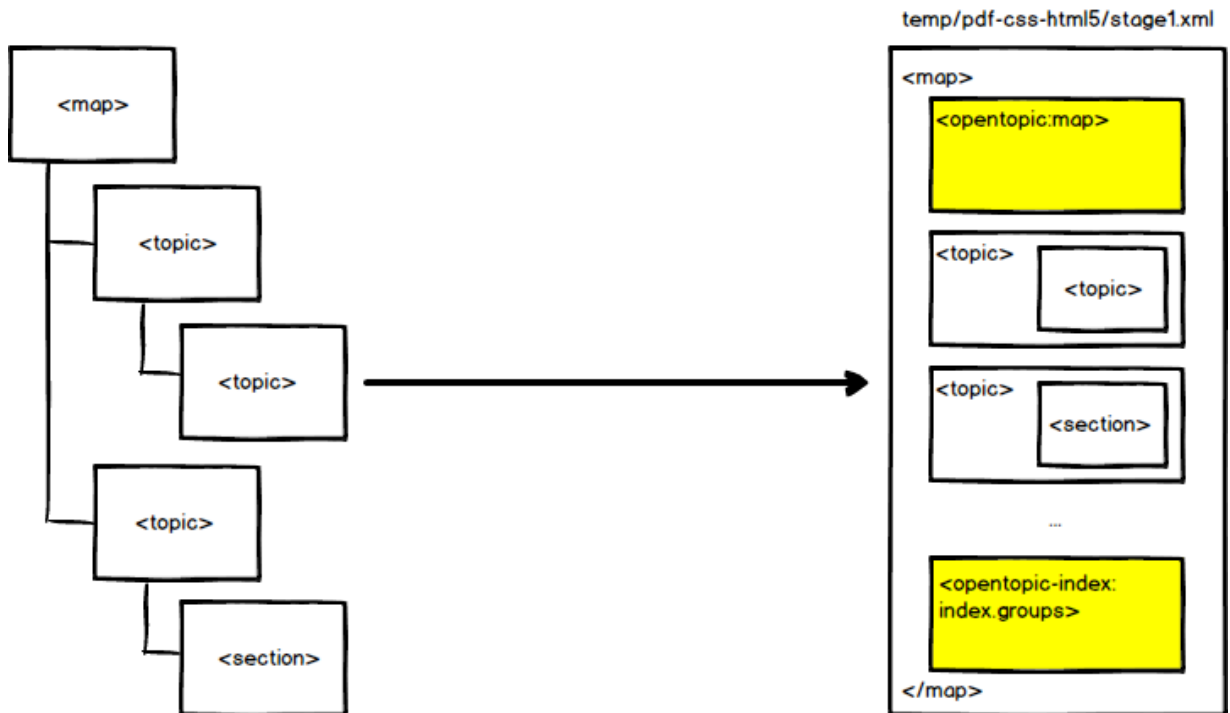 temp/pdf-css-html5/stage1.xml
<map>
<topic>
<topic>
<topic>
<section>
<map>
<opentopic:map>
<topic>
<topic>
<topic>
<section>
...
<opentopic-index:
index.groups>
</map>